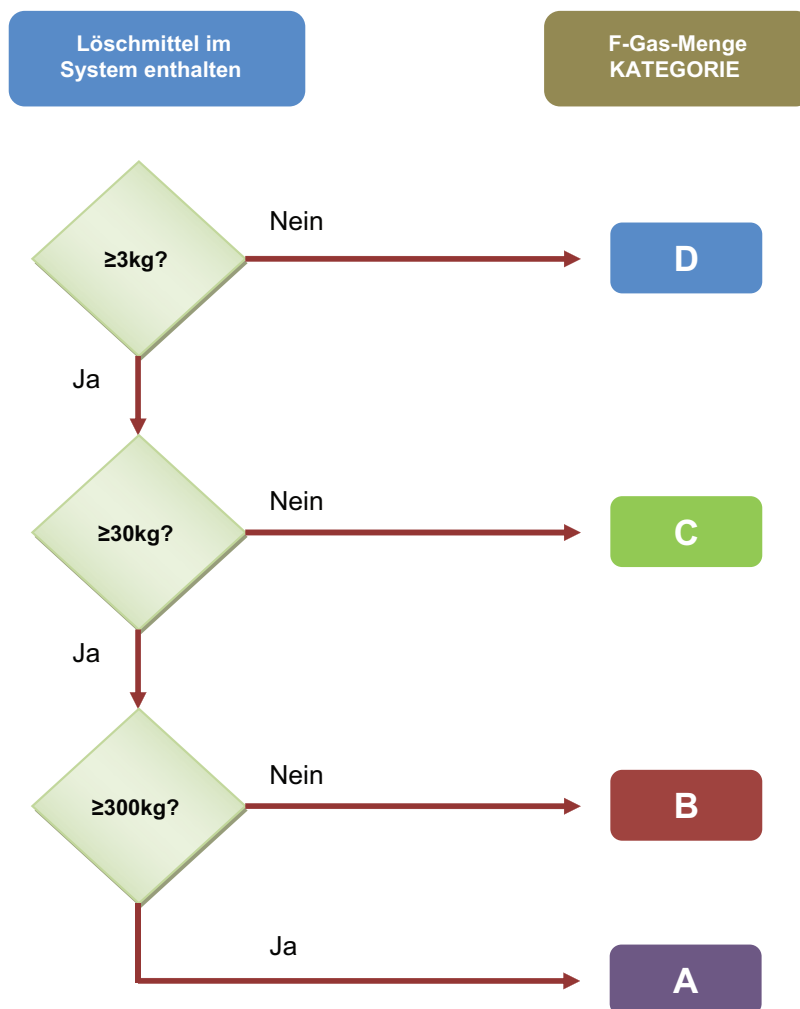 Löschmittel im
System enthalten
F-Gas-Menge
KATEGORIE
≥3kg?
Nein
D
Ja
≥30kg?
Nein
C
Ja
≥300kg?
Nein
B
Ja
A